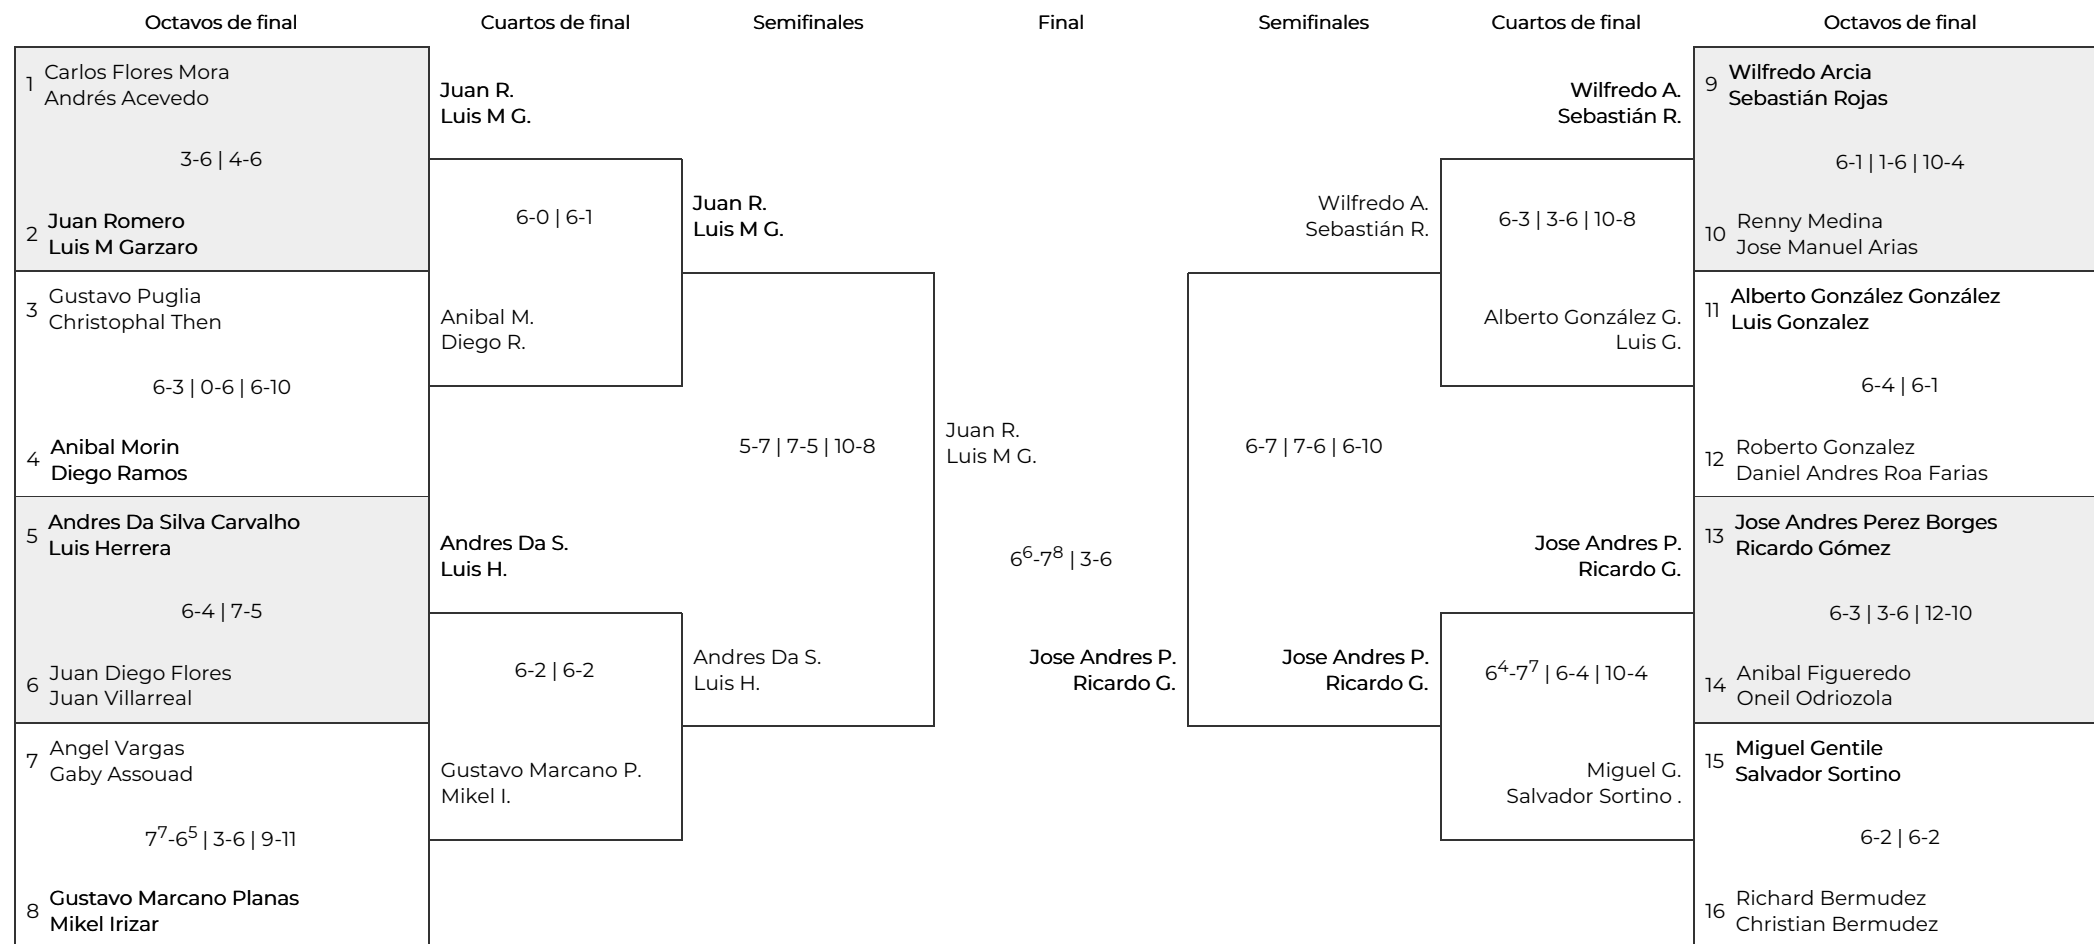 Octavos de final
Cuartos de final
Semifinales
Final
Semifinales
Cuartos de final
Octavos de final
1
Carlos Flores Mora
Andrés Acevedo
3-6 | 4-6
2
Juan Romero
Luis M Garzaro
3
Gustavo Puglia
Christophal Then
6-3 | 0-6 | 6-10
4
Anibal Morin
Diego Ramos
5
Andres Da Silva Carvalho
Luis Herrera
6-4 | 7-5
6
Juan Diego Flores
Juan Villarreal
7
Angel Vargas
Gaby Assouad
7⁷-6⁵ | 3-6 | 9-11
8
Gustavo Marcano Planas
Mikel Irizar
Juan R.
Luis M G.
6-0 | 6-1
Anibal M.
Diego R.
Andres Da S.
Luis H.
6-2 | 6-2
Gustavo Marcano P.
Mikel I.
Juan R.
Luis M G.
5-7 | 7-5 | 10-8
Andres Da S.
Luis H.
Juan R.
Luis M G.
6⁶-7⁸ | 3-6
Jose Andres P.
Ricardo G.
Wilfredo A.
Sebastián R.
6-7 | 7-6 | 6-10
Jose Andres P.
Ricardo G.
Wilfredo A.
Sebastián R.
6-3 | 3-6 | 10-8
Alberto González G.
Luis G.
Jose Andres P.
Ricardo G.
6⁴-7⁷ | 6-4 | 10-4
Miguel G.
Salvador Sortino .
9
Wilfredo Arcia
Sebastián Rojas
6-1 | 1-6 | 10-4
10
Renny Medina
Jose Manuel Arias
11
Alberto González González
Luis Gonzalez
6-4 | 6-1
12
Roberto Gonzalez
Daniel Andres Roa Farias
13
Jose Andres Perez Borges
Ricardo Gómez
6-3 | 3-6 | 12-10
14
Anibal Figueredo
Oneil Odriozola
15
Miguel Gentile
Salvador Sortino
6-2 | 6-2
16
Richard Bermudez
Christian Bermudez